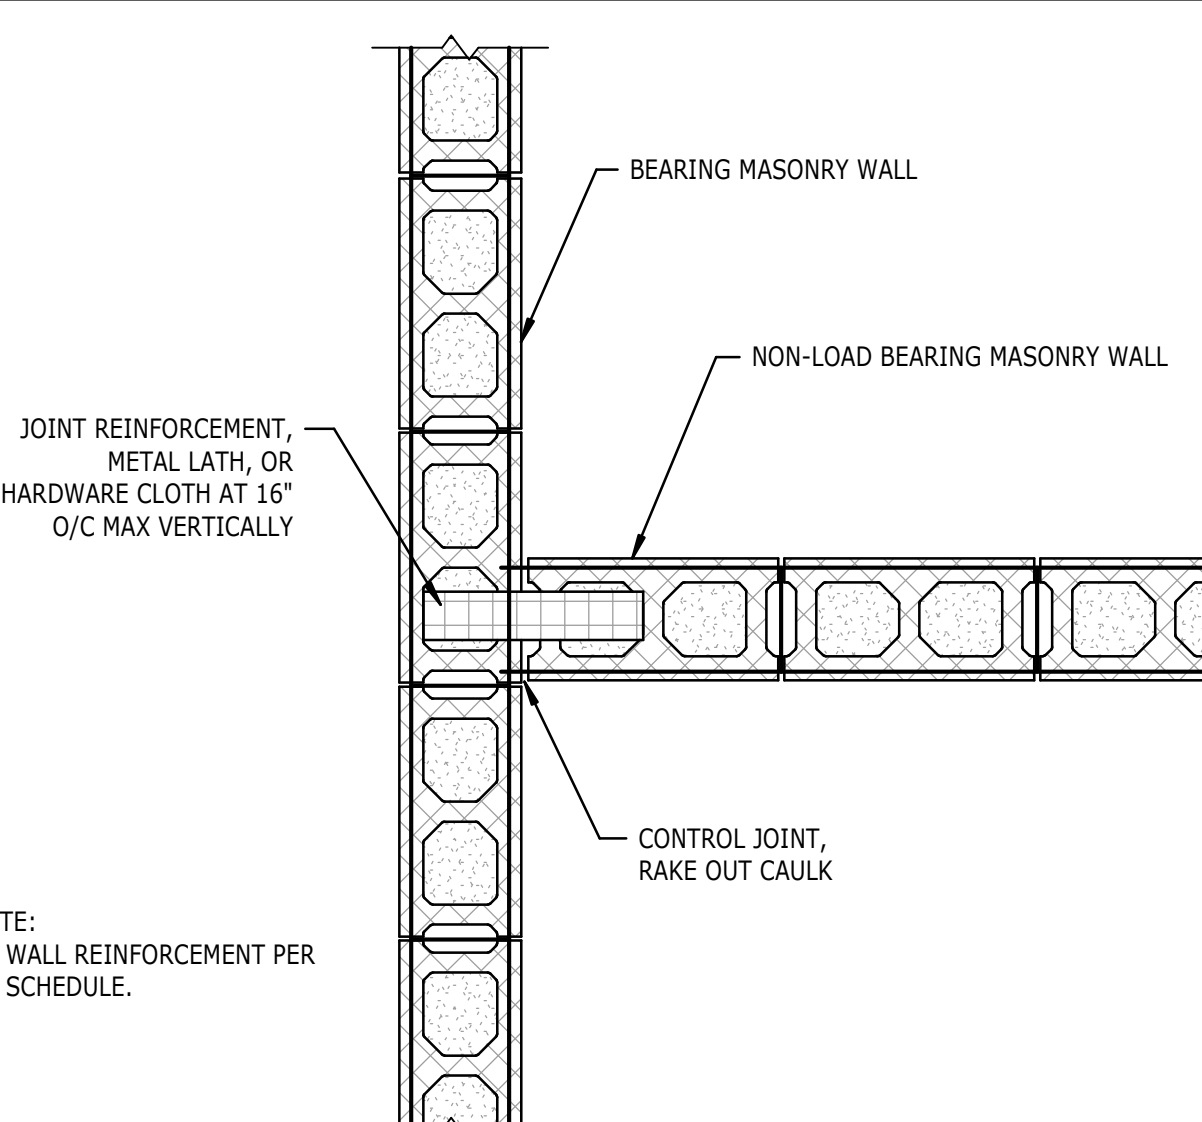 BEARING MASONRY WALL
NON-LOAD BEARING MASONRY WALL
JOINT REINFORCEMENT,
METAL LATH, OR
HARDWARE CLOTH AT 16"
O/C MAX VERTICALLY
CONTROL JOINT,
RAKE OUT CAULK
TE:
WALL REINFORCEMENT PER
SCHEDULE.